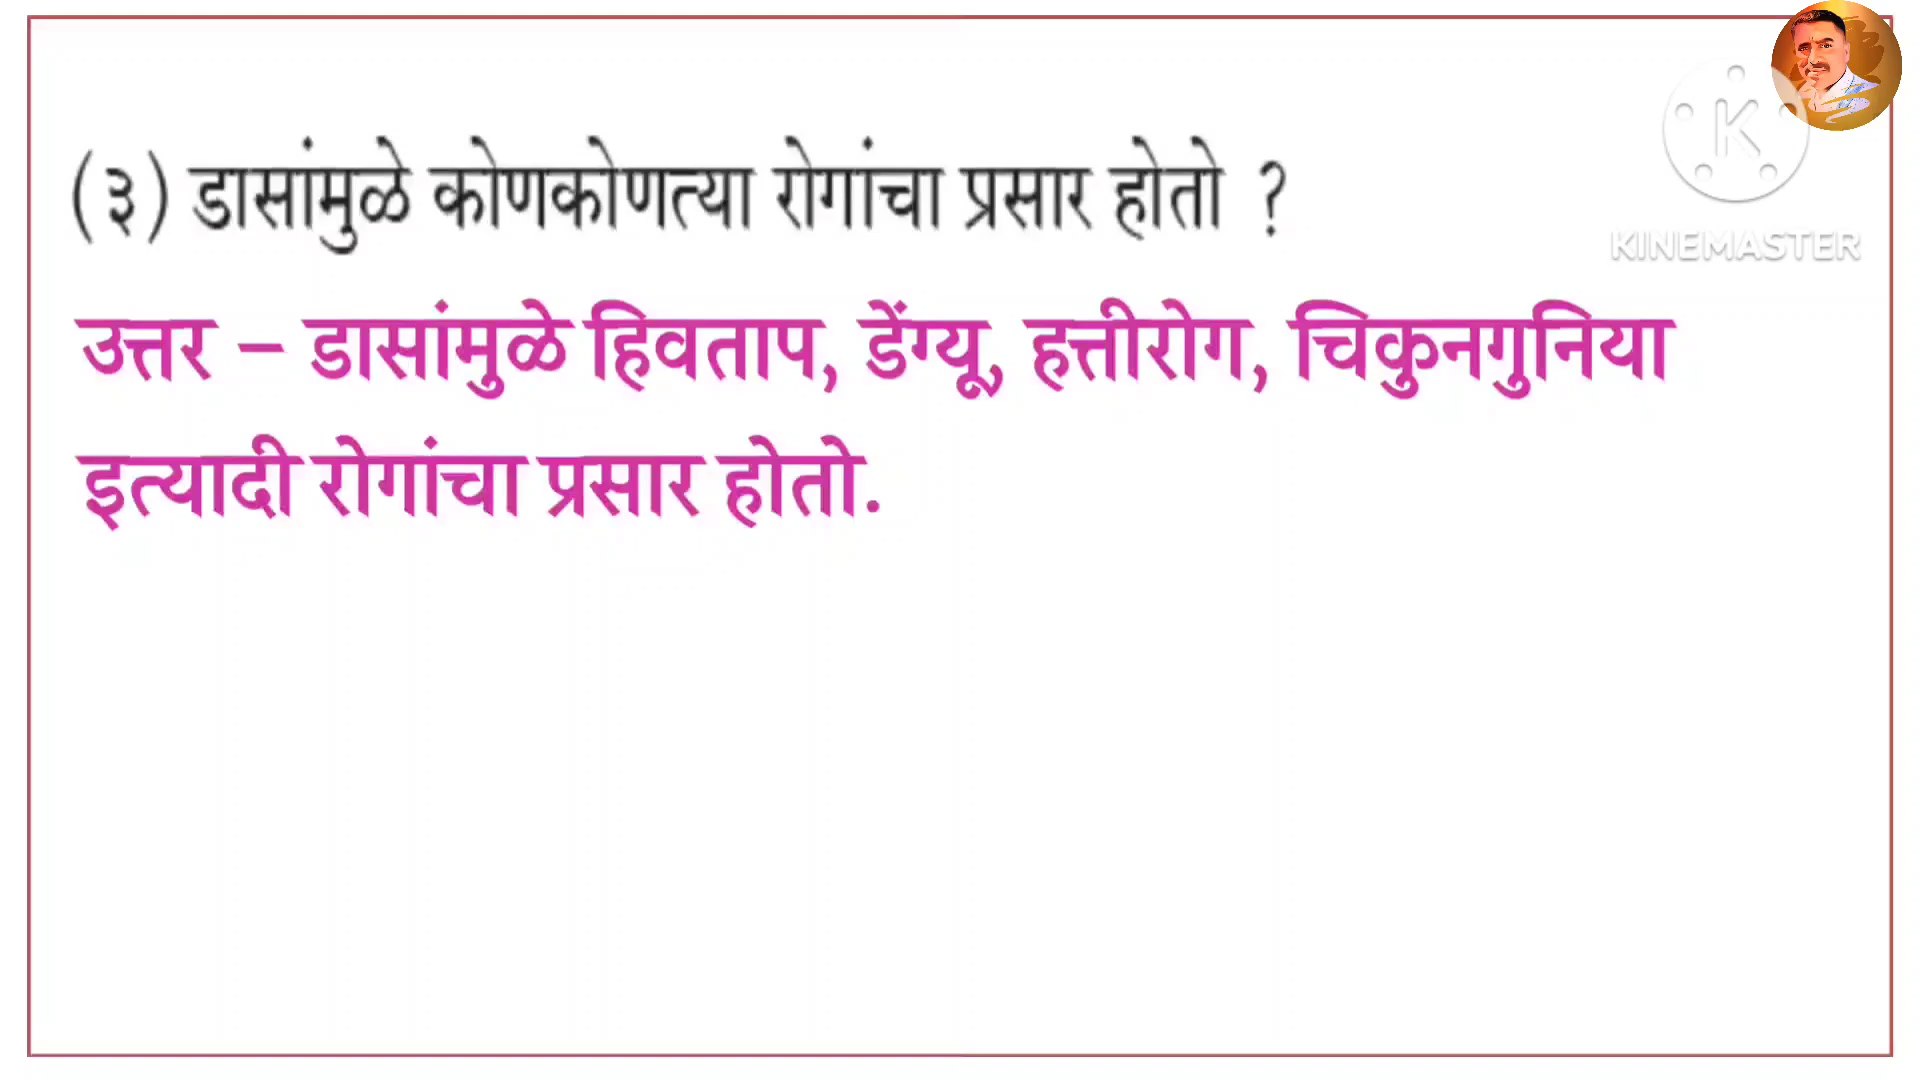 (३) डासांमुळे कोणकोणत्या रोगांचा प्रसार होतो ?
उत्तर – डासांमुळे हिवताप, डेंग्यू, हत्तीरोग, चिकुनगुनिया
इत्यादी रोगांचा प्रसार होतो.
K
KINEMASTER